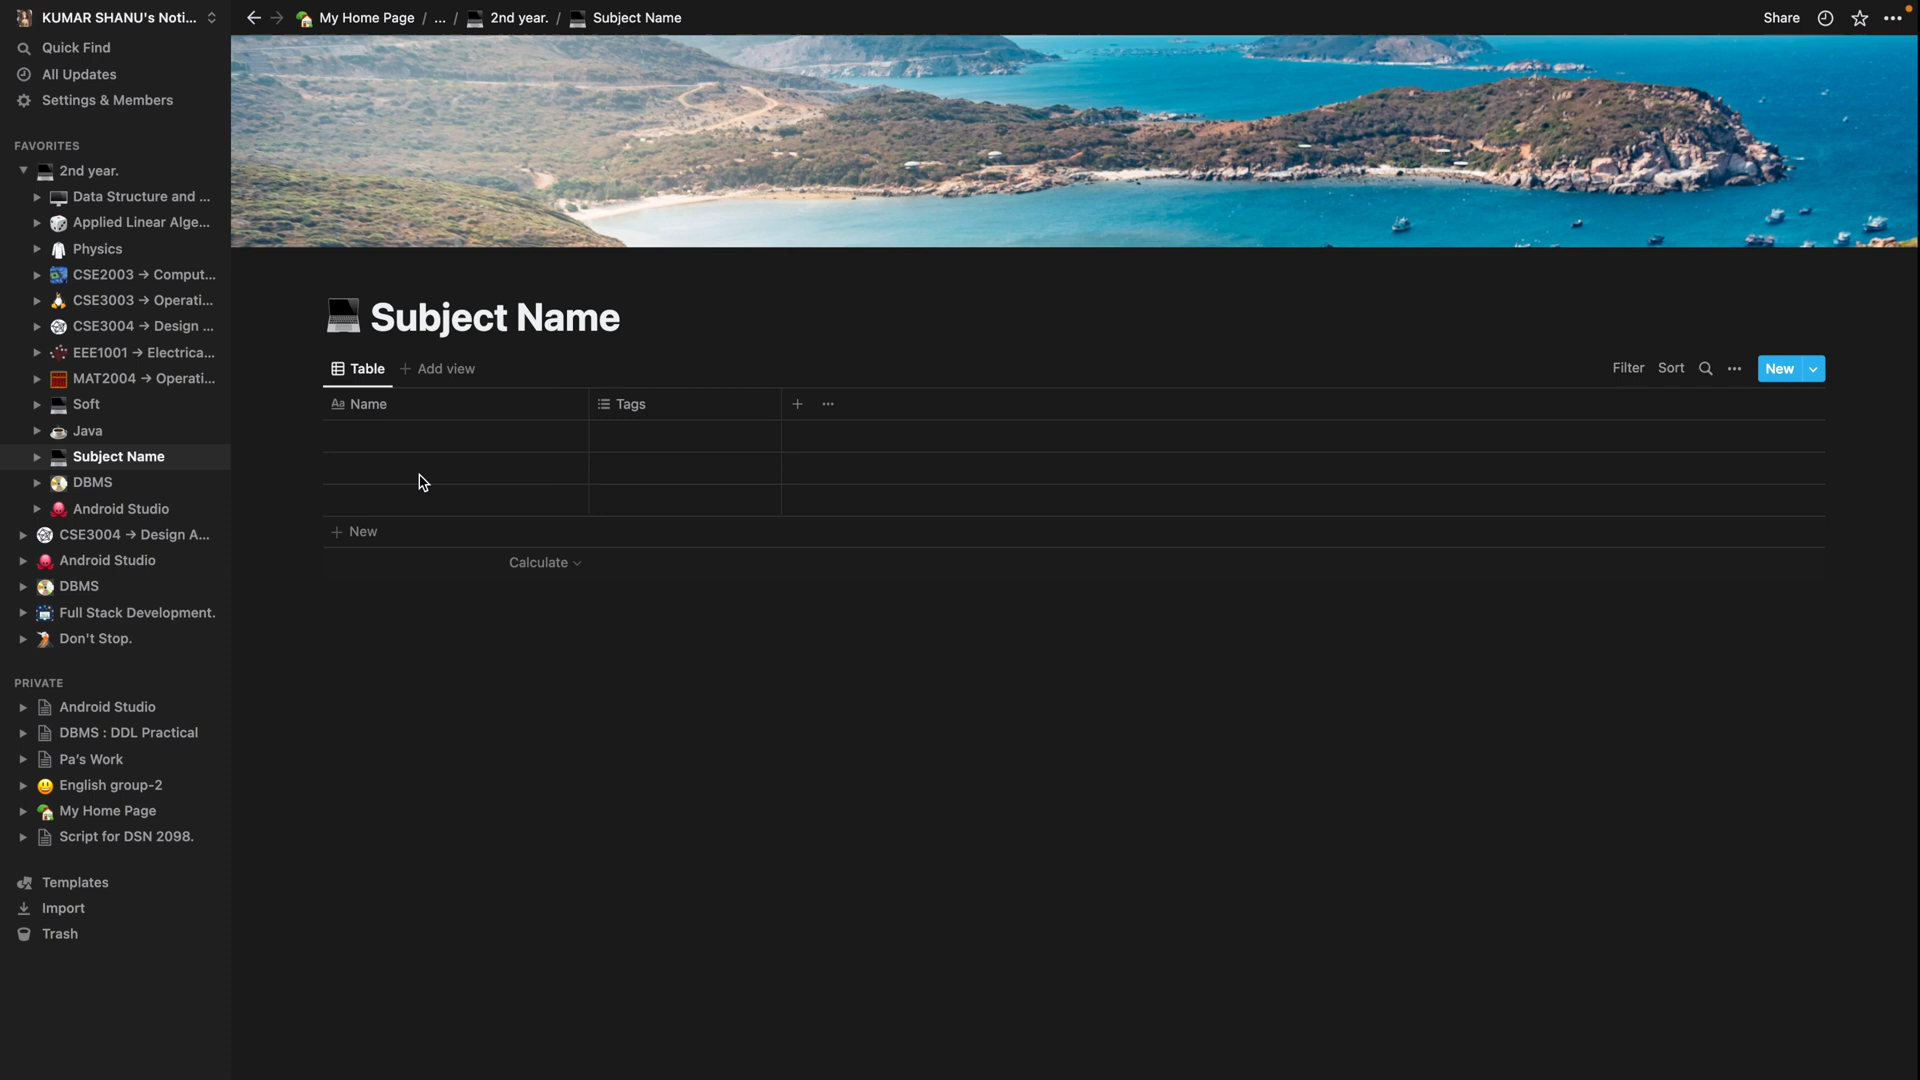 KUMAR SHANU's Noti...
My Home Page / ... / 2nd year. / Subject Name
Share
Quick Find
All Updates
Settings & Members
FAVORITES
2nd year.
Data Structure and ...
Applied Linear Alge...
Physics
CSE2003 → Comput...
CSE3003 → Operati...
CSE3004 → Design ...
EEE1001 → Electrica...
MAT2004 → Operati...
Soft
Java
Subject Name
DBMS
Android Studio
CSE3004 → Design A...
Android Studio
DBMS
Full Stack Development.
Don't Stop.
PRIVATE
Android Studio
DBMS : DDL Practical
Pa's Work
English group-2
My Home Page
Script for DSN 2098.
Templates
Import
Trash
Subject Name
Table + Add view
Filter Sort ... New
Aa Name Tags + ...
+ New
Calculate